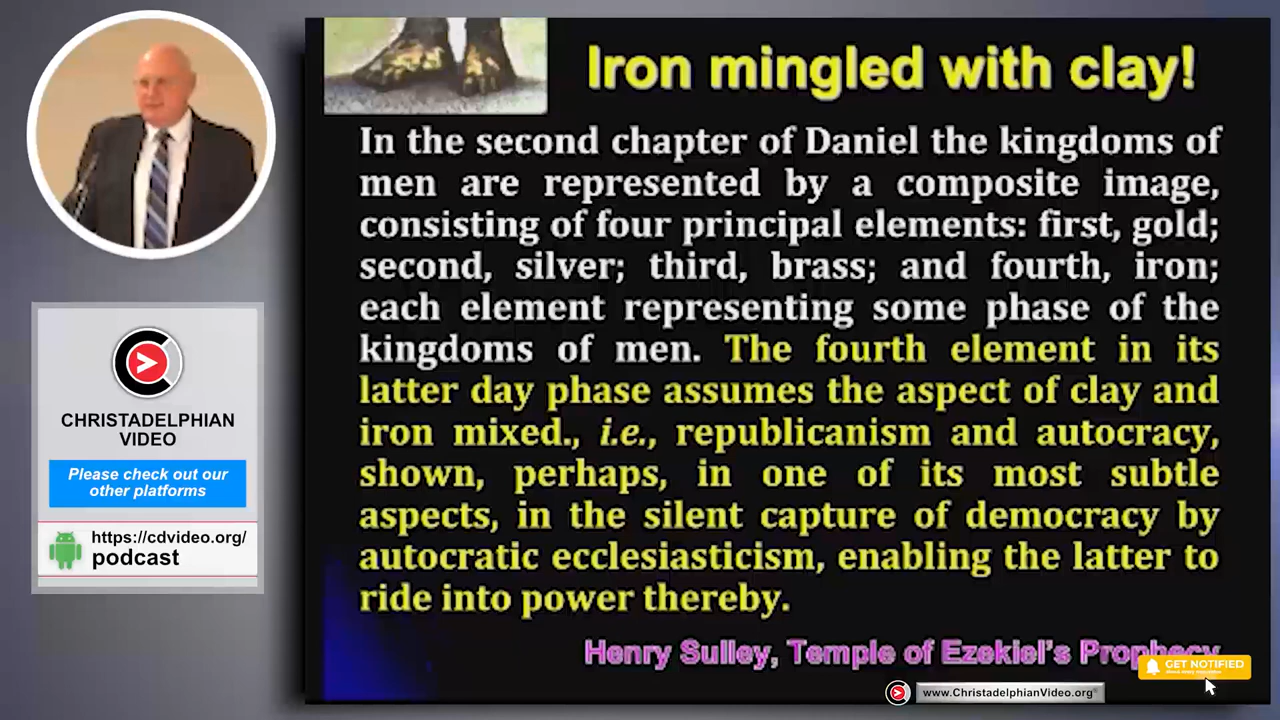 Iron mingled with clay!
In the second chapter of Daniel the kingdoms of
men are represented by a composite image,
consisting of four principal elements: first, gold;
second, silver; third, brass; and fourth, iron;
each element representing some phase of the
kingdoms of men. The fourth element in its
latter day phase assumes the aspect of clay and
iron mixed., i.e., republicanism and autocracy,
shown, perhaps, in one of its most subtle
aspects, in the silent capture of democracy by
autocratic ecclesiasticism, enabling the latter to
ride into power thereby.
Henry Sulley, Temple of Ezekiel's Prophecy
CHRISTADELPHIAN
VIDEO
Please check out our
other platforms
https://cdvideo.org/
podcast
GET NOTIFIED
www.ChristadelphianVideo.org